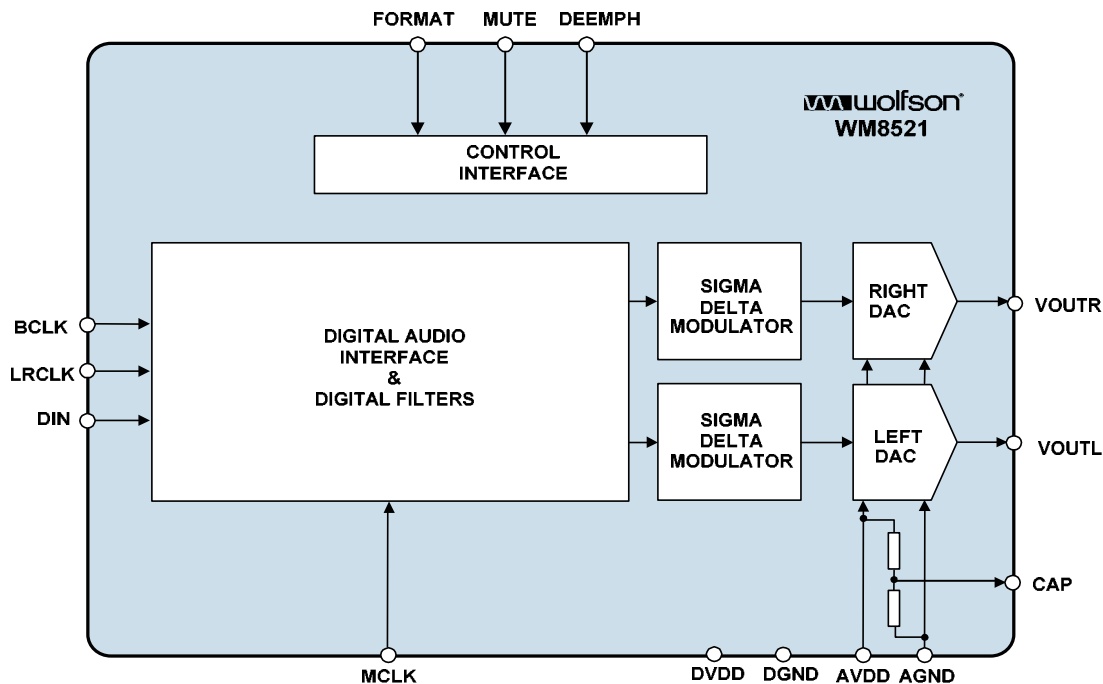 FORMAT MUTE DEEMPH
wolfson®
WM8521
CONTROL
INTERFACE
SIGMA
DELTA
MODULATOR
RIGHT
DAC
VOUTR
BCLK
LRCLK
DIN
DIGITAL AUDIO
INTERFACE
&
DIGITAL FILTERS
SIGMA
DELTA
MODULATOR
LEFT
DAC
VOUTL
CAP
MCLK DVDD DGND AVDD AGND